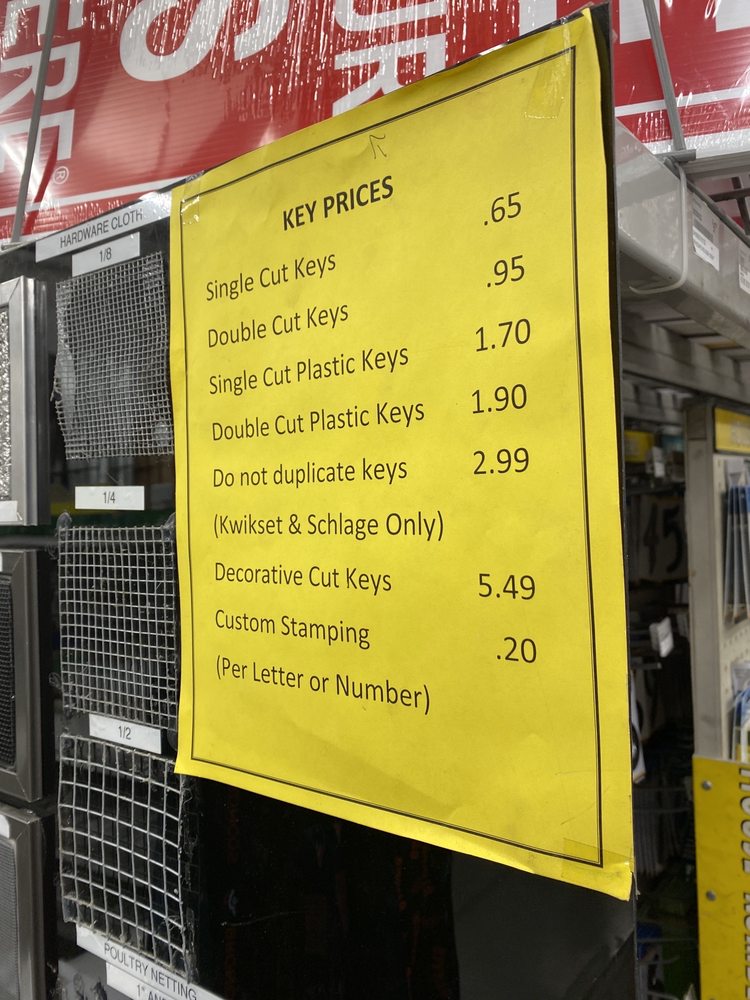 HARDWARE CLOTH
1/8
1/4
1/2
POULTRY NETTING
KEY PRICES
Single Cut Keys .65
Double Cut Keys .95
Single Cut Plastic Keys 1.70
Double Cut Plastic Keys 1.90
Do not duplicate keys 2.99
(Kwikset & Schlage Only)
Decorative Cut Keys 5.49
Custom Stamping .20
(Per Letter or Number)